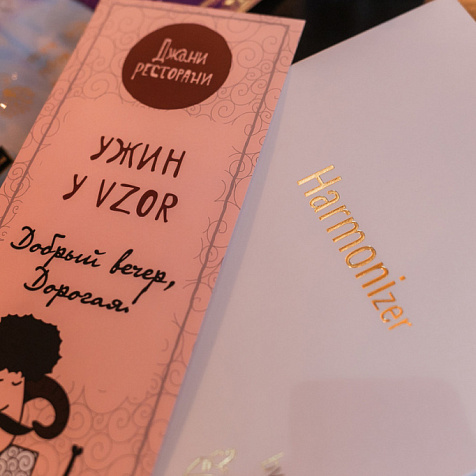 Джани
ресторани
УЖИН
У VZOR
Добрый вечер,
Дорогая.
Harmonizer